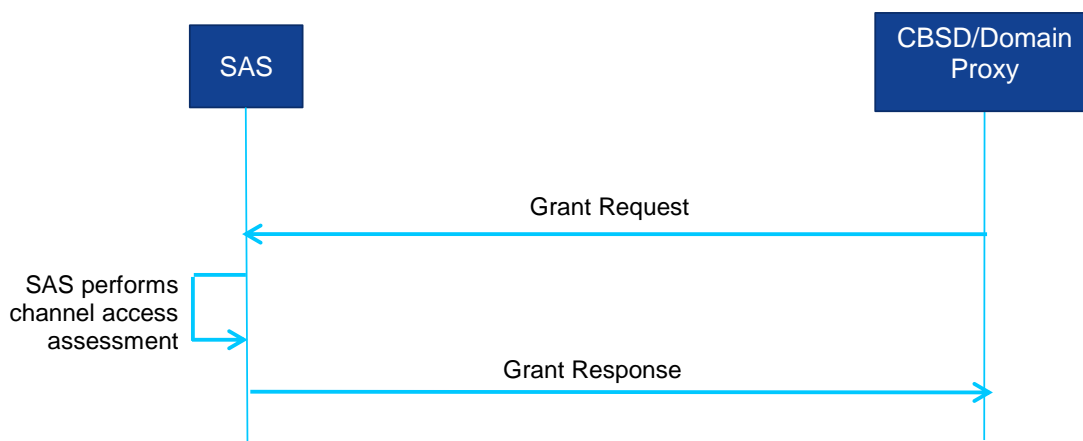 SAS
CBSD/Domain
Proxy
Grant Request
SAS performs
channel access
assessment
Grant Response